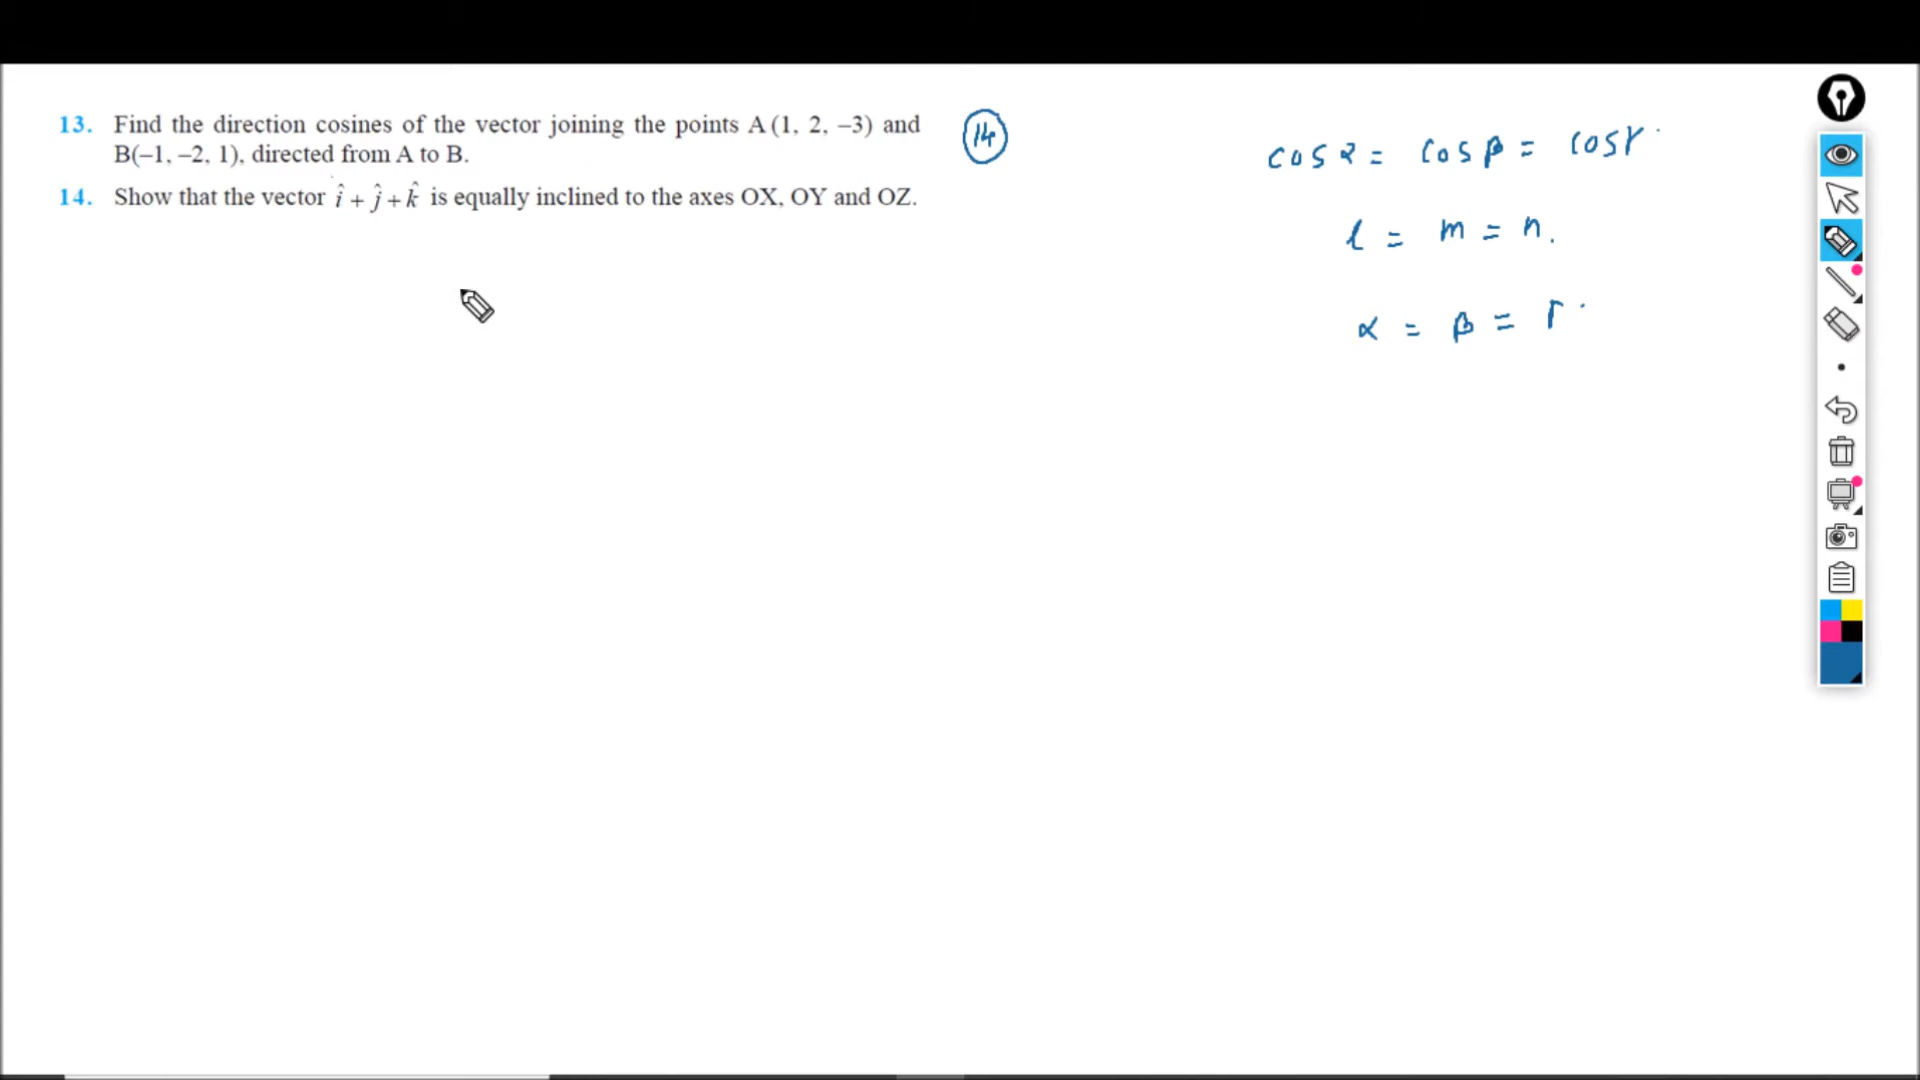 13. Find the direction cosines of the vector joining the points A (1, 2, –3) and
B(–1, –2, 1), directed from A to B.
14. Show that the vector î + ĵ + k̂ is equally inclined to the axes OX, OY and OZ.
14
cos α = cos β = cos γ
l = m = n.
α = β = γ